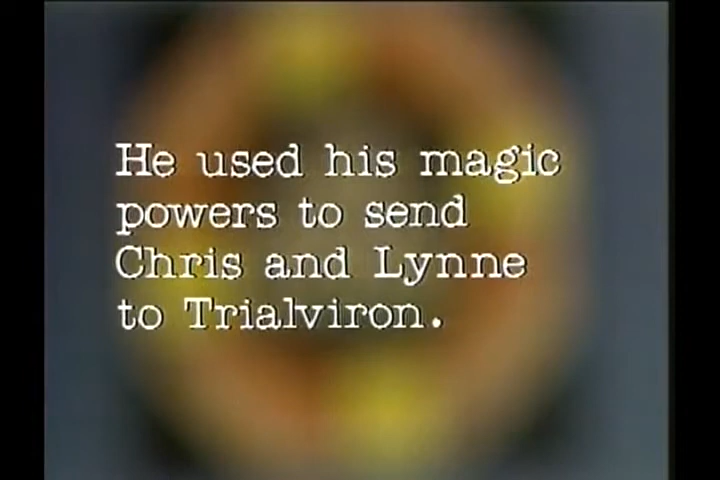 He used his magic
powers to send
Chris and Lynne
to Trialviron.